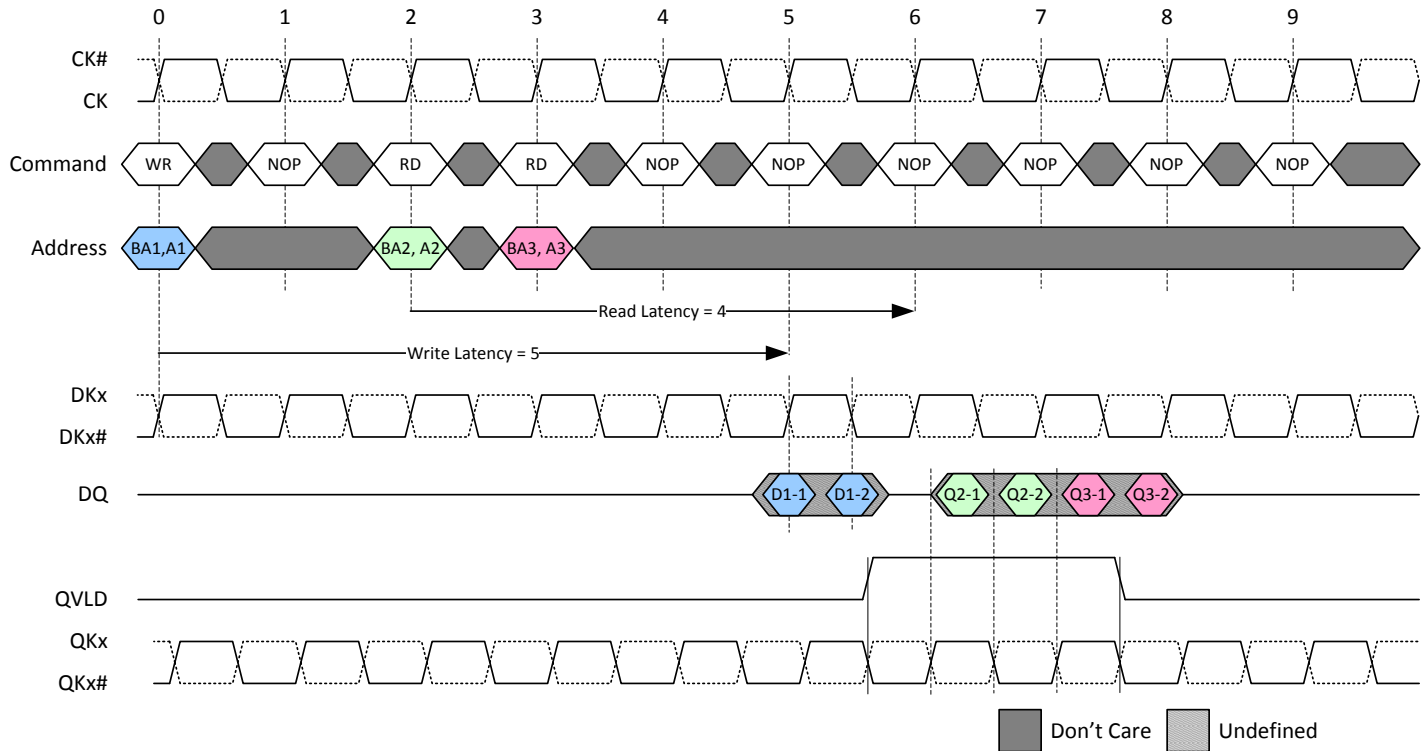 0 1 2 3 4 5 6 7 8 9
CK#
CK
Command WR NOP RD RD NOP NOP NOP NOP NOP NOP
Address BA1,A1 BA2, A2 BA3, A3
Read Latency = 4
Write Latency = 5
DKx
DKx#
DQ D1-1 D1-2 Q2-1 Q2-2 Q3-1 Q3-2
QVLD
QKx
QKx#
Don't Care Undefined